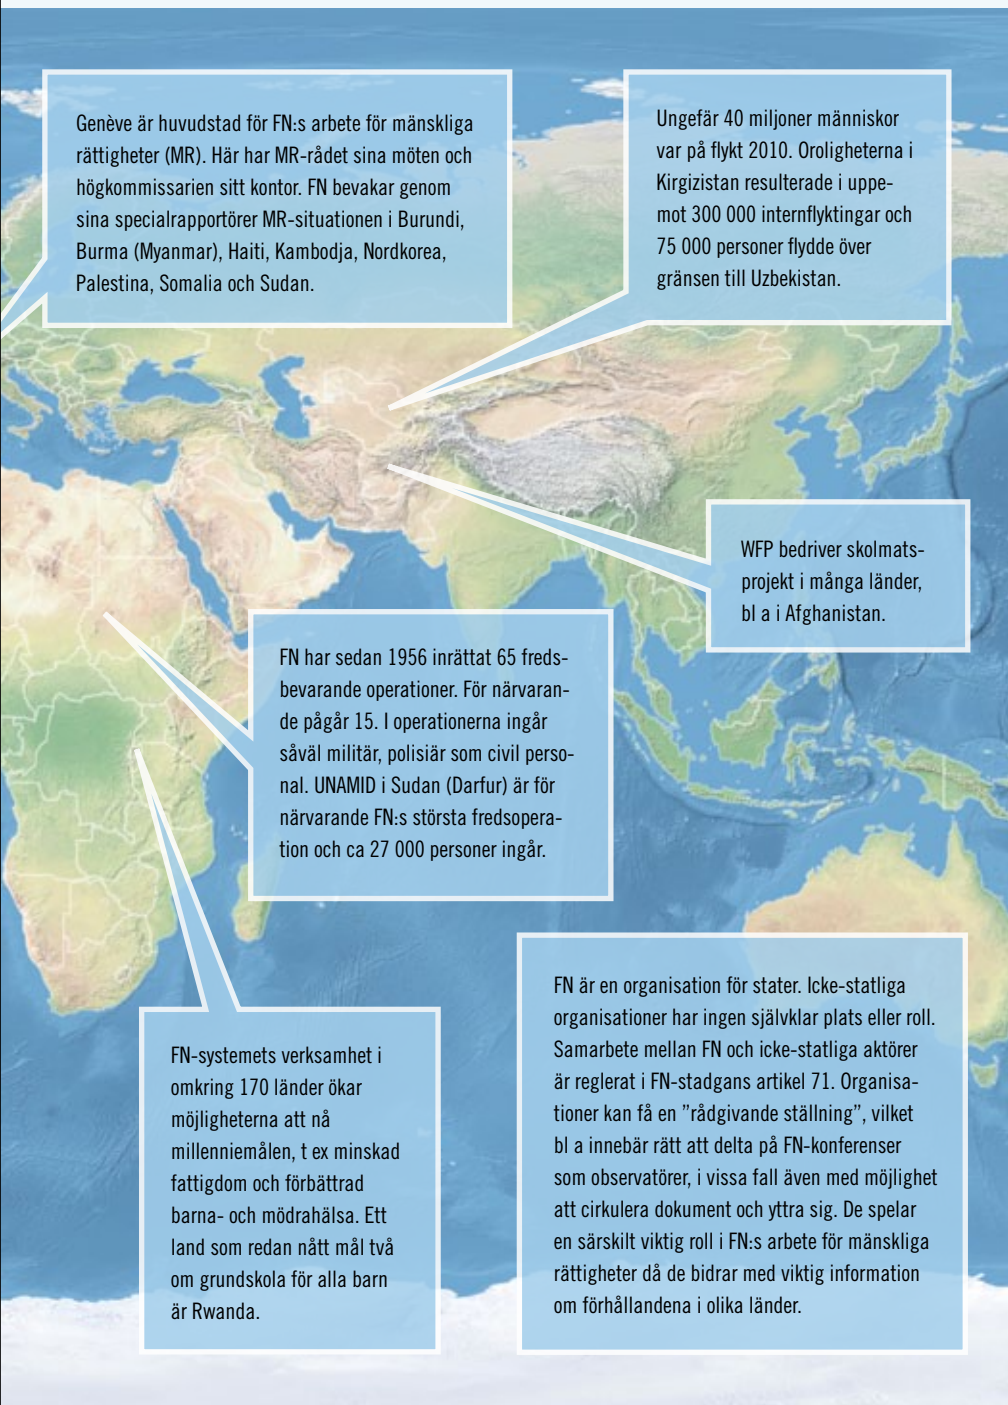 Genève är huvudstad för FN:s arbete för mänskliga
rättigheter (MR). Här har MR-rådet sina möten och
högkommissarien sitt kontor. FN bevakar genom
sina specialrapportörer MR-situationen i Burundi,
Burma (Myanmar), Haiti, Kambodja, Nordkorea,
Palestina, Somalia och Sudan.
Ungefär 40 miljoner människor
var på flykt 2010. Oroligheterna i
Kirgizistan resulterade i uppe-
mot 300 000 internflyktingar och
75 000 personer flydde över
gränsen till Uzbekistan.
WFP bedriver skolmats-
projekt i många länder,
bl a i Afghanistan.
FN har sedan 1956 inrättat 65 freds-
bevarande operationer. För närvaran-
de pågår 15. I operationerna ingår
såväl militär, polisiär som civil perso-
nal. UNAMID i Sudan (Darfur) är för
närvarande FN:s största fredsopera-
tion och ca 27 000 personer ingår.
FN-systemets verksamhet i
omkring 170 länder ökar
möjligheterna att nå
millenniemålen, t ex minskad
fattigdom och förbättrad
barna- och mödrahälsa. Ett
land som redan nått mål två
om grundskola för alla barn
är Rwanda.
FN är en organisation för stater. Icke-statliga
organisationer har ingen självklar plats eller roll.
Samarbete mellan FN och icke-statliga aktörer
är reglerat i FN-stadgans artikel 71. Organisa-
tioner kan få en ”rådgivande ställning”, vilket
bl a innebär rätt att delta på FN-konferenser
som observatörer, i vissa fall även med möjlighet
att cirkulera dokument och yttra sig. De spelar
en särskilt viktig roll i FN:s arbete för mänskliga
rättigheter då de bidrar med viktig information
om förhållandena i olika länder.